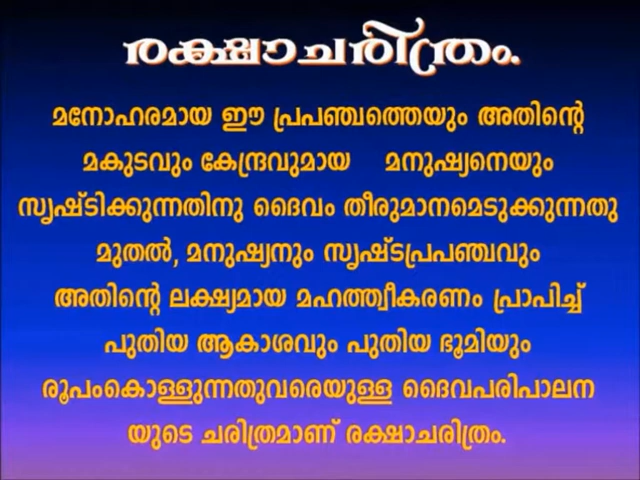 രക്ഷാചരിത്രം.
മനോഹരമായ ഈ പ്രപഞ്ചത്തെയും അതിന്റെ
മകുടവും കേന്ദ്രവുമായ മനുഷ്യനെയും
സൃഷ്ടിക്കുന്നതിനു ദൈവം തീരുമാനമെടുക്കുന്നതു
മുതൽ, മനുഷ്യനും സൃഷ്ടപ്രപഞ്ചവും
അതിന്റെ ലക്ഷ്യമായ മഹത്ത്വീകരണം പ്രാപിച്ച്
പുതിയ ആകാശവും പുതിയ ഭൂമിയും
രൂപംകൊള്ളുന്നതുവരെയുള്ള ദൈവപരിപാലന
യുടെ ചരിത്രമാണ് രക്ഷാചരിത്രം.